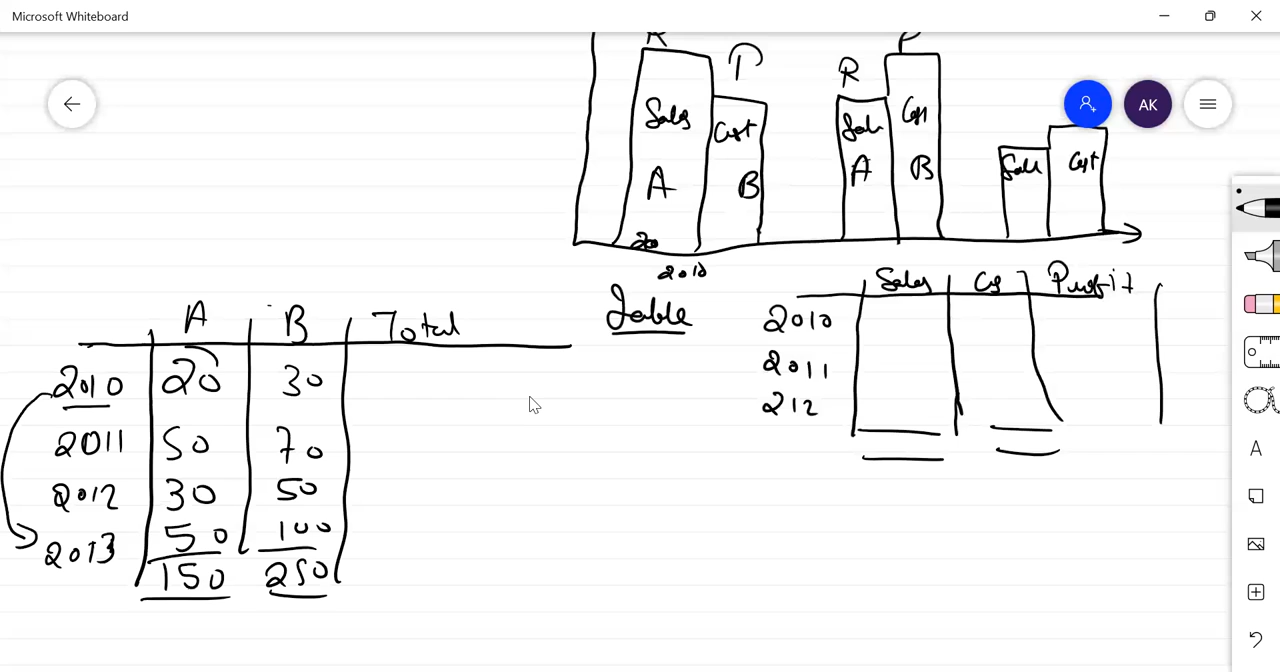 Microsoft Whiteboard
R P
R P
Sales Cost Sale Cost Sale Cost
A B A B
20
2010
AK
Table
Sales Cs Profit
2010
2011
212
A B Total
2010 20 30
2011 50 70
2012 30 50
2013 50 100
150 250
A